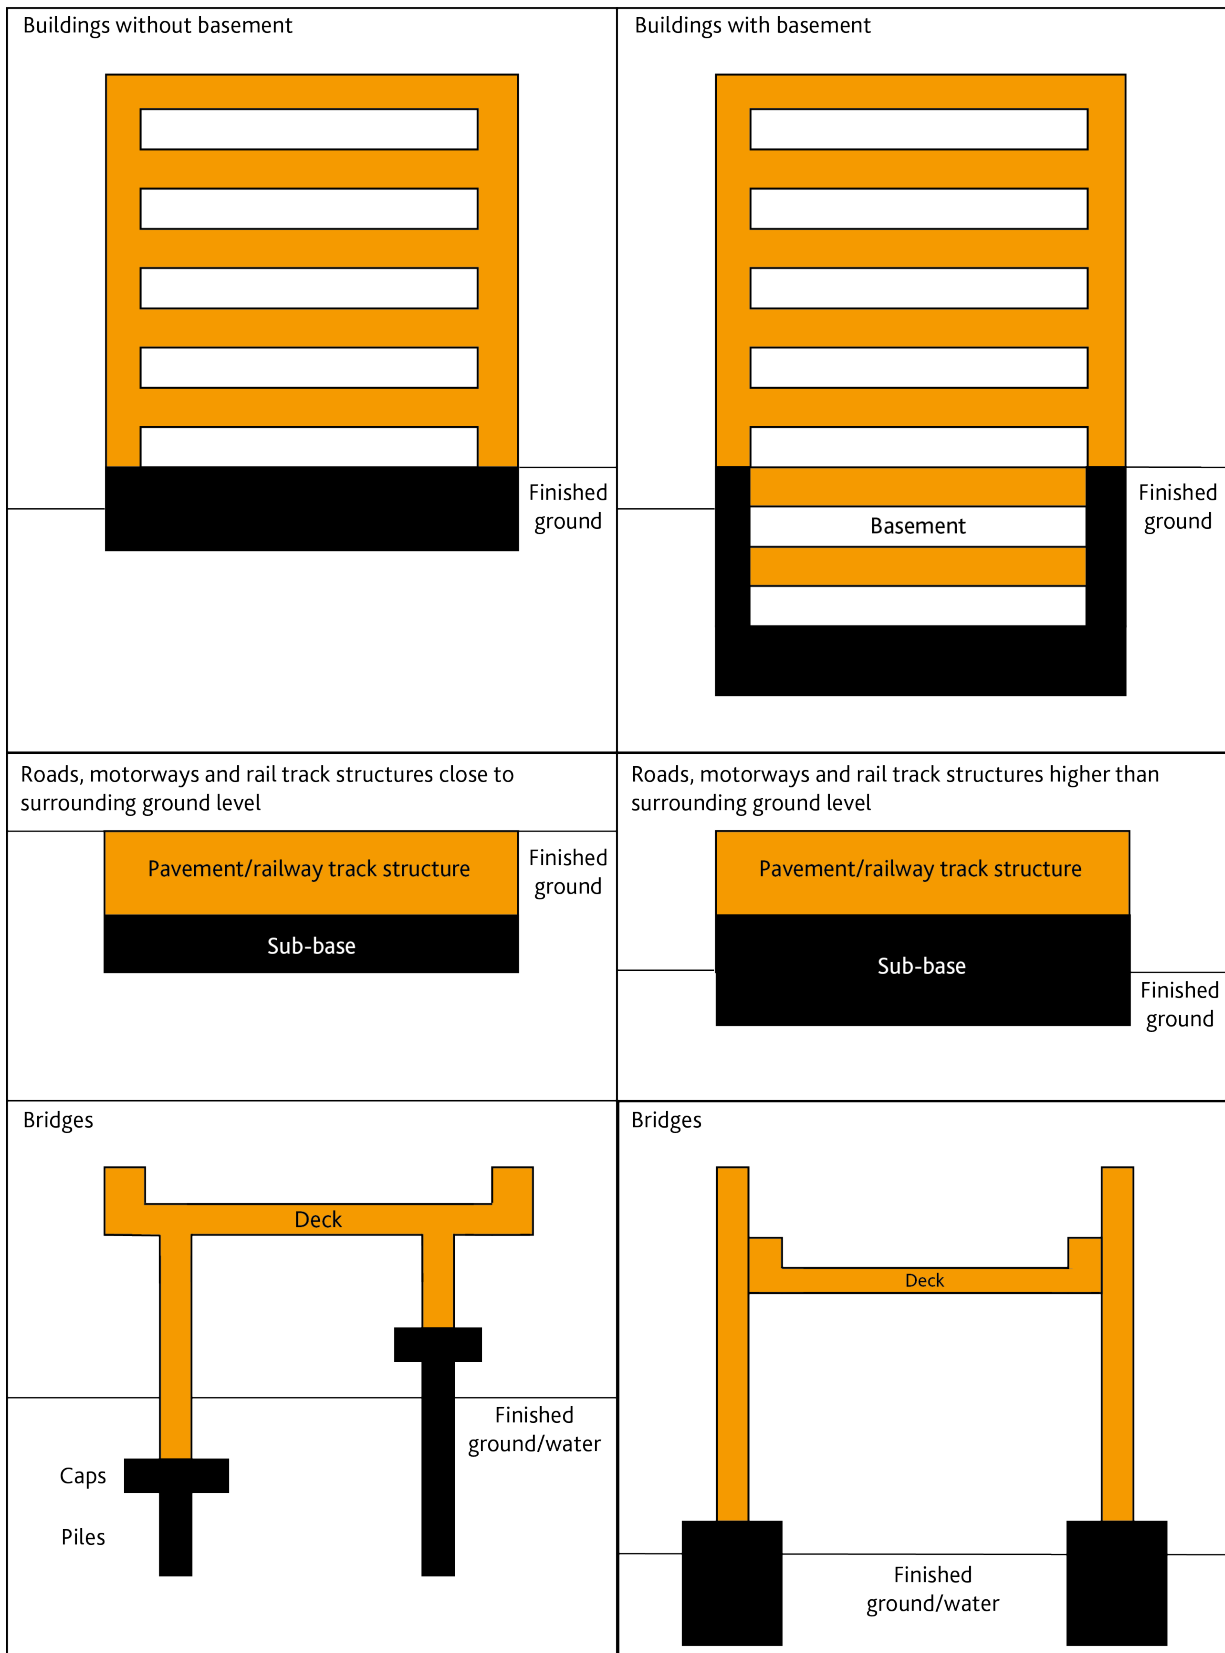 Buildings without basement
Finished
ground
Buildings with basement
Basement
Finished
ground
Roads, motorways and rail track structures close to
surrounding ground level
Pavement/railway track structure
Finished
ground
Sub-base
Roads, motorways and rail track structures higher than
surrounding ground level
Pavement/railway track structure
Sub-base
Finished
ground
Bridges
Deck
Finished
ground/water
Caps
Piles
Bridges
Deck
Finished
ground/water